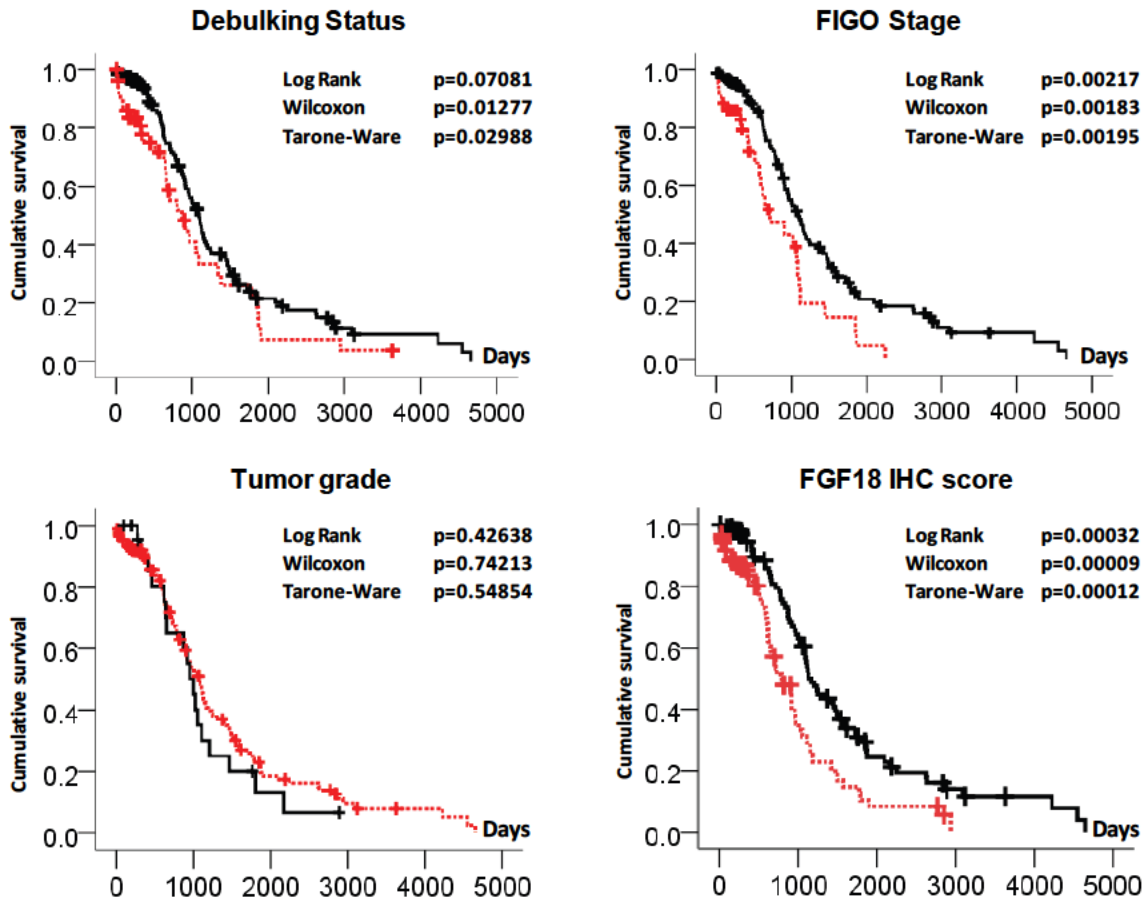 Debulking Status
Log Rank p=0.07081
Wilcoxon p=0.01277
Tarone-Ware p=0.02988
Cumulative survival
1.0
0.8
0.6
0.4
0.2
0.0
Days
0 1000 2000 3000 4000 5000
FIGO Stage
Log Rank p=0.00217
Wilcoxon p=0.00183
Tarone-Ware p=0.00195
Cumulative survival
1.0
0.8
0.6
0.4
0.2
0.0
Days
0 1000 2000 3000 4000 5000
Tumor grade
Log Rank p=0.42638
Wilcoxon p=0.74213
Tarone-Ware p=0.54854
Cumulative survival
1.0
0.8
0.6
0.4
0.2
0.0
Days
0 1000 2000 3000 4000 5000
FGF18 IHC score
Log Rank p=0.00032
Wilcoxon p=0.00009
Tarone-Ware p=0.00012
Cumulative survival
1.0
0.8
0.6
0.4
0.2
0.0
Days
0 1000 2000 3000 4000 5000